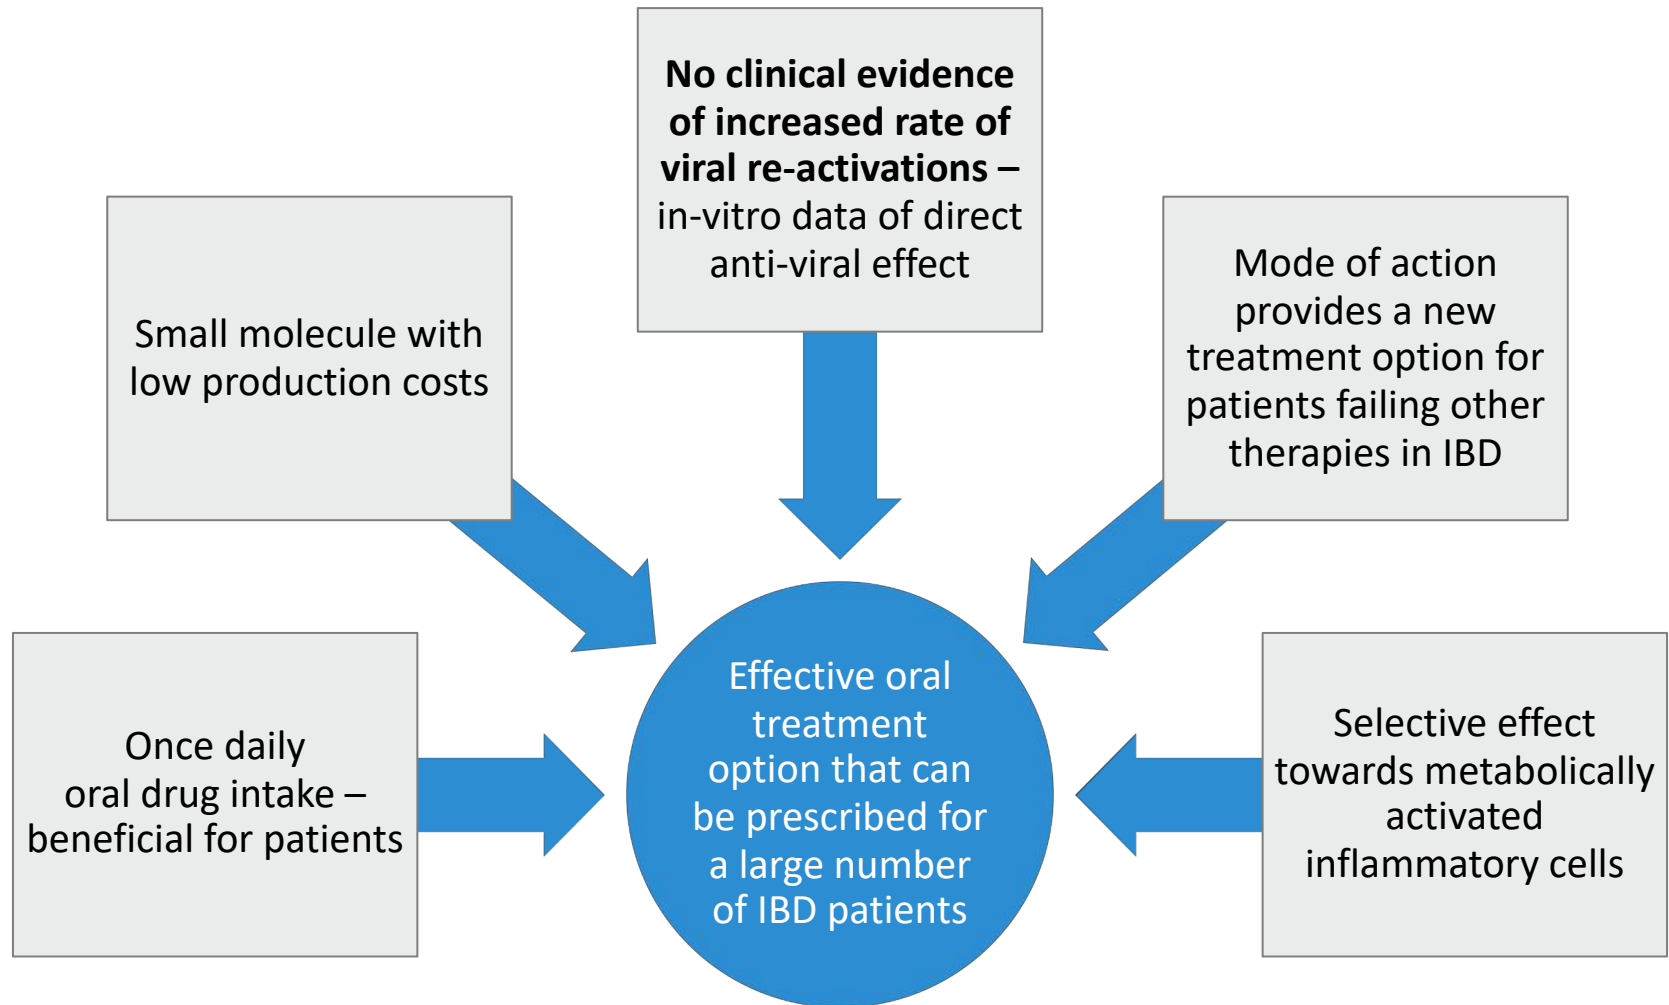 No clinical evidence
of increased rate of
viral re-activations –
in-vitro data of direct
anti-viral effect
Small molecule with
low production costs
Mode of action
provides a new
treatment option for
patients failing other
therapies in IBD
Once daily
oral drug intake –
beneficial for patients
Effective oral
treatment
option that can
be prescribed for
a large number
of IBD patients
Selective effect
towards metabolically
activated
inflammatory cells